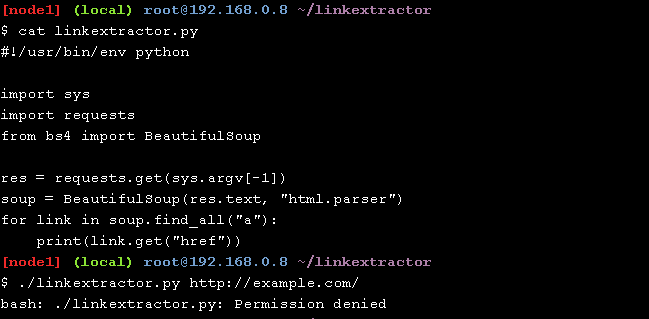 [node1] (local) root@192.168.0.8 ~/linkextractor
$ cat linkextractor.py
#!/usr/bin/env python
import sys
import requests
from bs4 import BeautifulSoup
res = requests.get(sys.argv[-1])
soup = BeautifulSoup(res.text, "html.parser")
for link in soup.find_all("a"):
    print(link.get("href"))
[node1] (local) root@192.168.0.8 ~/linkextractor
$ ./linkextractor.py http://example.com/
bash: ./linkextractor.py: Permission denied